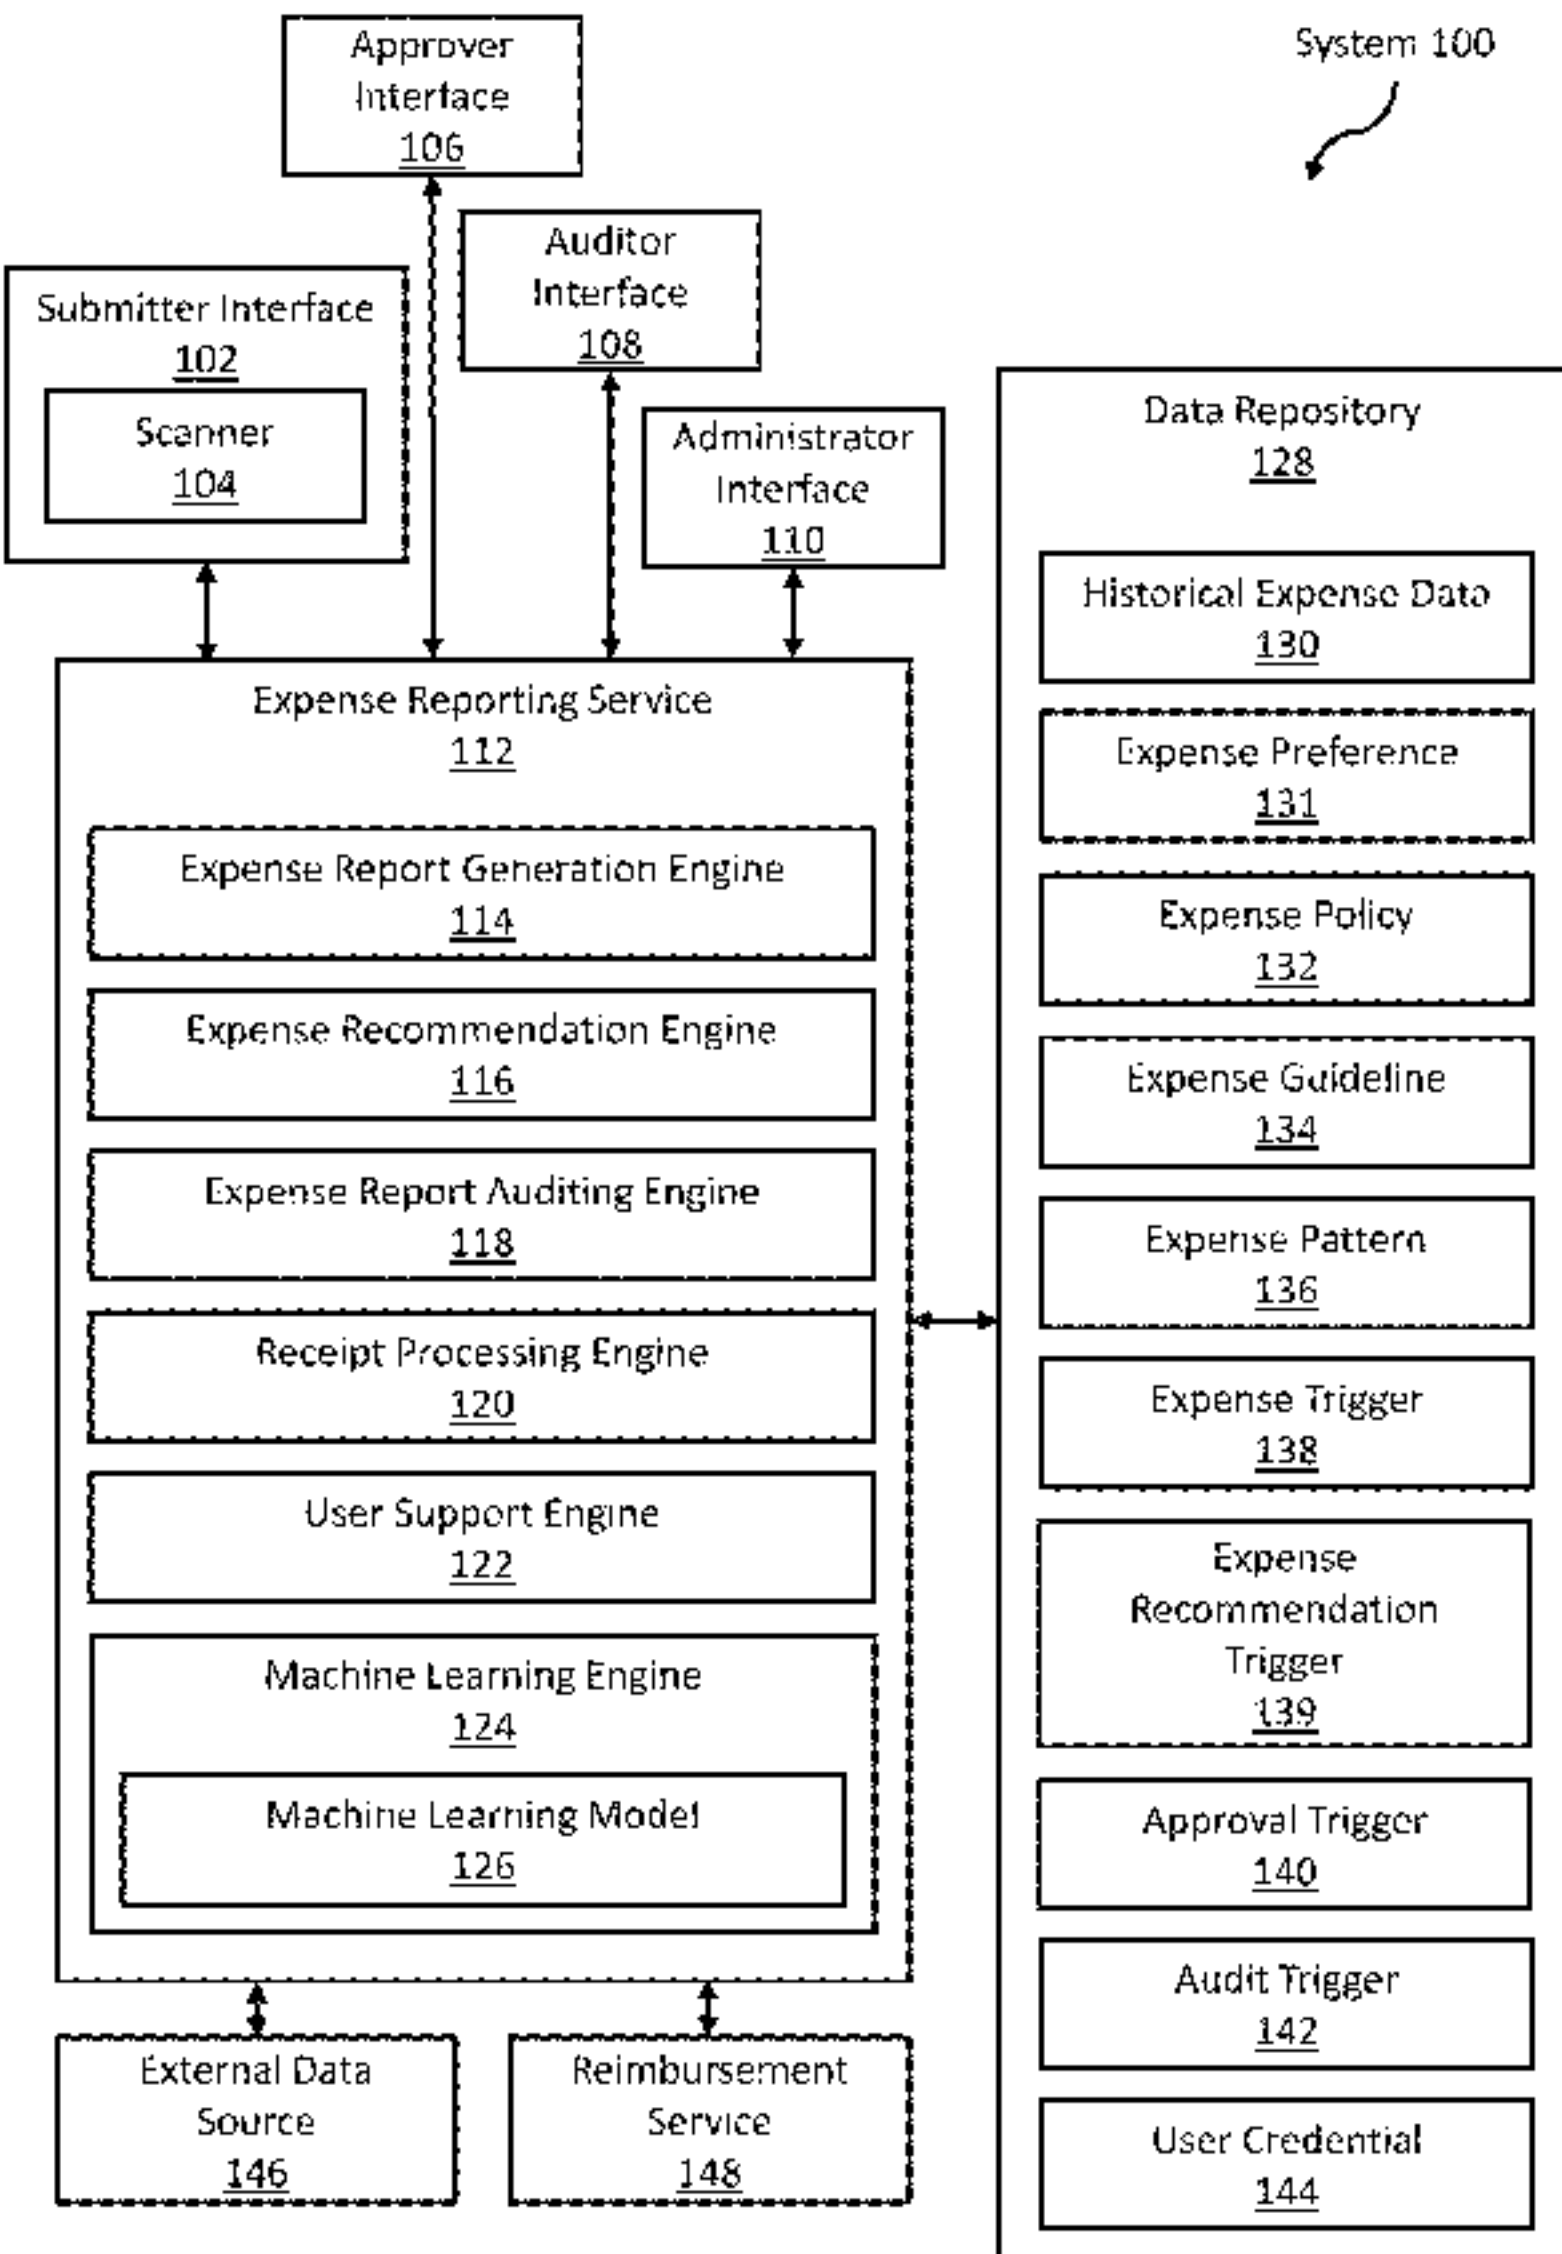 System 100
Approver
Interface
106
Auditor
Interface
108
Submitter Interface
102
Scanner
104
Administrator
Interface
110
Expense Reporting Service
112
Expense Report Generation Engine
114
Expense Recommendation Engine
116
Expense Report Auditing Engine
118
Receipt Processing Engine
120
User Support Engine
122
Machine Learning Engine
124
Machine Learning Model
126
External Data
Source
146
Reimbursement
Service
148
Data Repository
128
Historical Expense Data
130
Expense Preference
131
Expense Policy
132
Expense Guideline
134
Expense Pattern
136
Expense Trigger
138
Expense
Recommendation
Trigger
139
Approval Trigger
140
Audit Trigger
142
User Credential
144